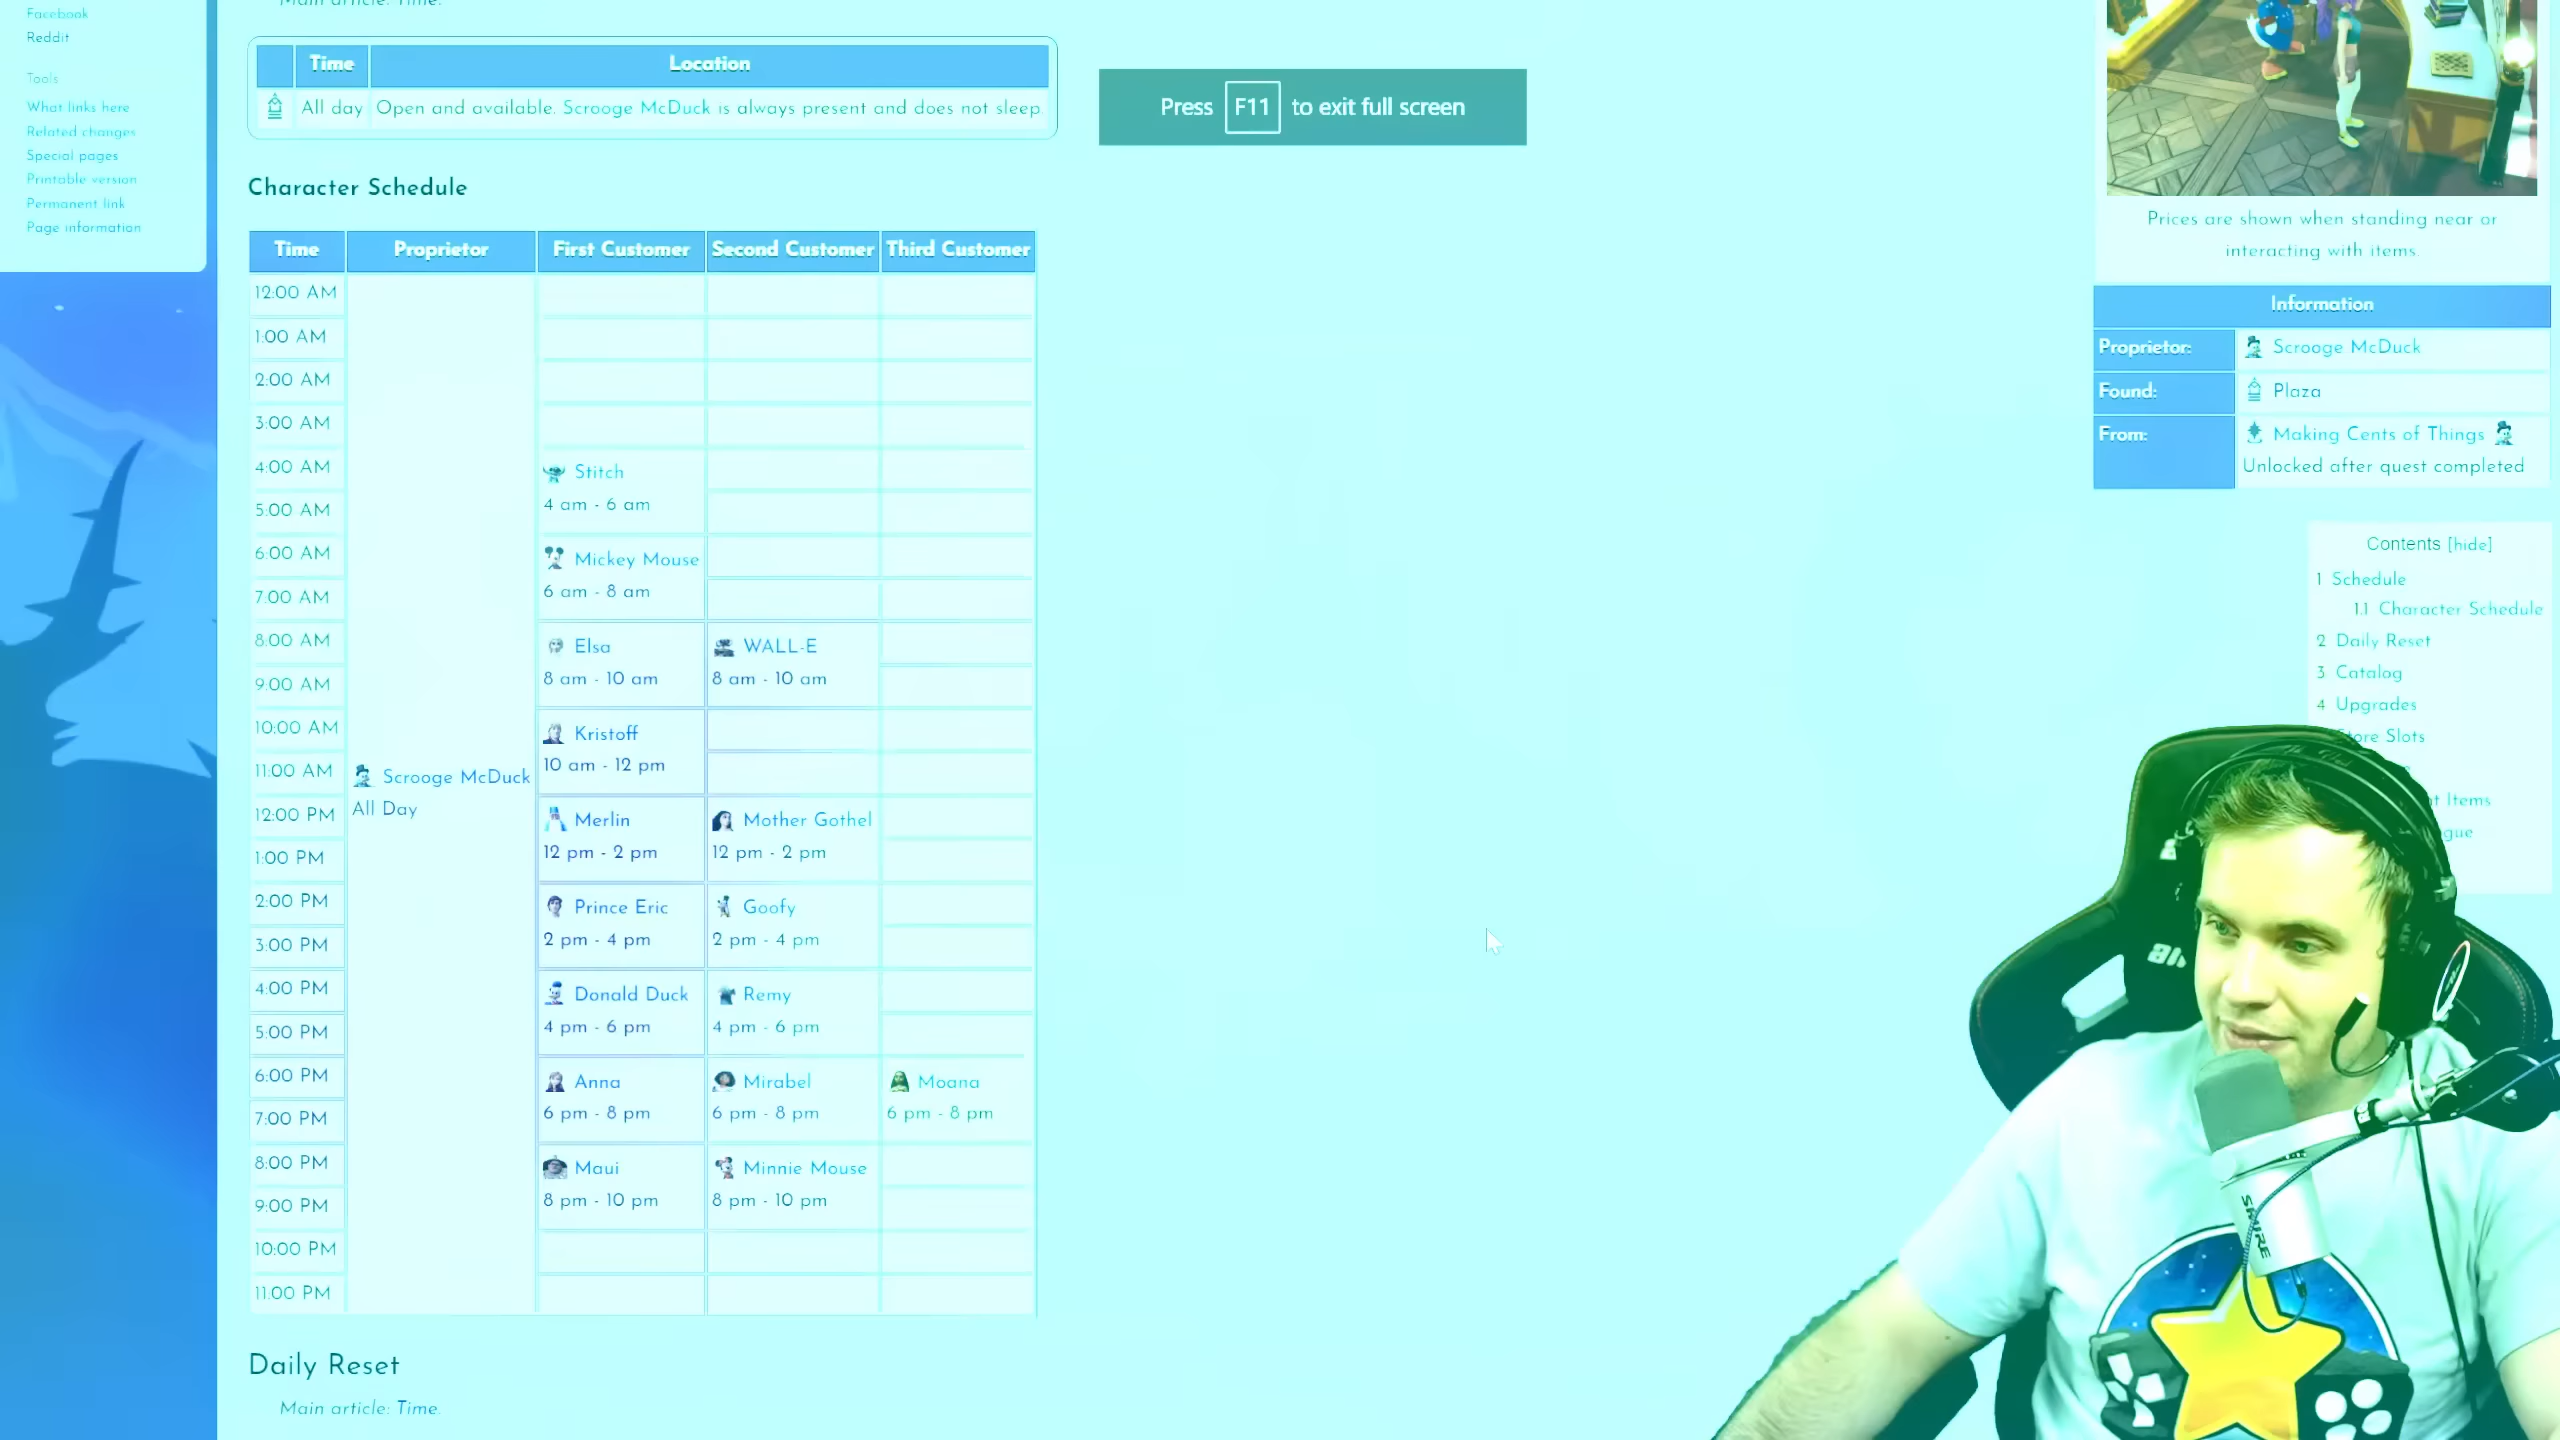 Facebook
Reddit
Tools
What links here
Related changes
Special pages
Printable version
Permanent link
Page information
Main article: Time.
Time Location
All day Open and available. Scrooge McDuck is always present and does not sleep.
Press F11 to exit full screen
Character Schedule
Time Proprietor First Customer Second Customer Third Customer
12:00 AM
1:00 AM
2:00 AM
3:00 AM
4:00 AM
Stitch
4 am - 6 am
5:00 AM
6:00 AM
Mickey Mouse
6 am - 8 am
7:00 AM
8:00 AM
Elsa WALL-E
8 am - 10 am 8 am - 10 am
9:00 AM
10:00 AM
Kristoff
10 am - 12 pm
11:00 AM
Scrooge McDuck
All Day
12:00 PM
Merlin Mother Gothel
12 pm - 2 pm 12 pm - 2 pm
1:00 PM
2:00 PM
Prince Eric Goofy
2 pm - 4 pm 2 pm - 4 pm
3:00 PM
4:00 PM
Donald Duck Remy
4 pm - 6 pm 4 pm - 6 pm
5:00 PM
6:00 PM
Anna Mirabel Moana
6 pm - 8 pm 6 pm - 8 pm 6 pm - 8 pm
7:00 PM
8:00 PM
Maui Minnie Mouse
8 pm - 10 pm 8 pm - 10 pm
9:00 PM
10:00 PM
11:00 PM
Daily Reset
Main article: Time.
Prices are shown when standing near or
interacting with items.
Information
Proprietor: Scrooge McDuck
Found: Plaza
From: Making Cents of Things
Unlocked after quest completed
Contents [hide]
1 Schedule
1.1 Character Schedule
2 Daily Reset
3 Catalog
4 Upgrades
Slots
Items
SHURE